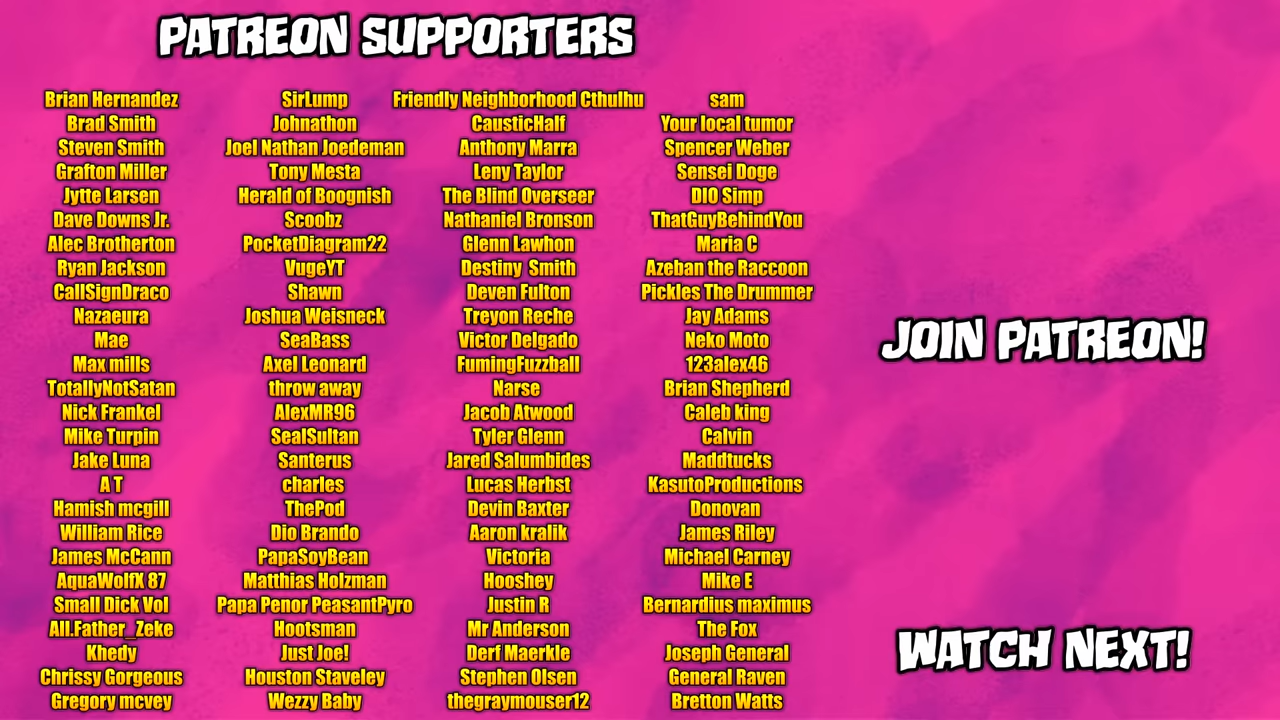 PATREON SUPPORTERS
Brian Hernandez
Brad Smith
Steven Smith
Grafton Miller
Jytte Larsen
Dave Downs Jr.
Alec Brotherton
Ryan Jackson
CallSignDraco
Nazaeura
Mae
Max mills
TotallyNotSatan
Nick Frankel
Mike Turpin
Jake Luna
A T
Hamish mcgill
William Rice
James McCann
AquaWolfX 87
Small Dick Vol
All.Father_Zeke
Khedy
Chrissy Gorgeous
Gregory mcvey
SirLump
Johnathon
Joel Nathan Joedeman
Tony Mesta
Herald of Boognish
Scoobz
PocketDiagram22
VugeYT
Shawn
Joshua Weisneck
SeaBass
Axel Leonard
throw away
AlexMR96
SealSultan
Santerus
charles
ThePod
Dio Brando
PapaSoyBean
Matthias Holzman
Papa Penor PeasantPyro
Hootsman
Just Joe!
Houston Staveley
Wezzy Baby
Friendly Neighborhood Cthulhu
CausticHalf
Anthony Marra
Leny Taylor
The Blind Overseer
Nathaniel Bronson
Glenn Lawhon
Destiny Smith
Deven Fulton
Treyon Reche
Victor Delgado
FumingFuzzball
Narse
Jacob Atwood
Tyler Glenn
Jared Salumbides
Lucas Herbst
Devin Baxter
Aaron kralik
Victoria
Hooshey
Justin R
Mr Anderson
Derf Maerkle
Stephen Olsen
thegraymouser12
sam
Your local tumor
Spencer Weber
Sensei Doge
DIO Simp
ThatGuyBehindYou
Maria C
Azeban the Raccoon
Pickles The Drummer
Jay Adams
Neko Moto
123alex46
Brian Shepherd
Caleb king
Calvin
Maddtucks
KasutoProductions
Donovan
James Riley
Michael Carney
Mike E
Bernardius maximus
The Fox
Joseph General
General Raven
Bretton Watts
JOIN PATREON!
WATCH NEXT!